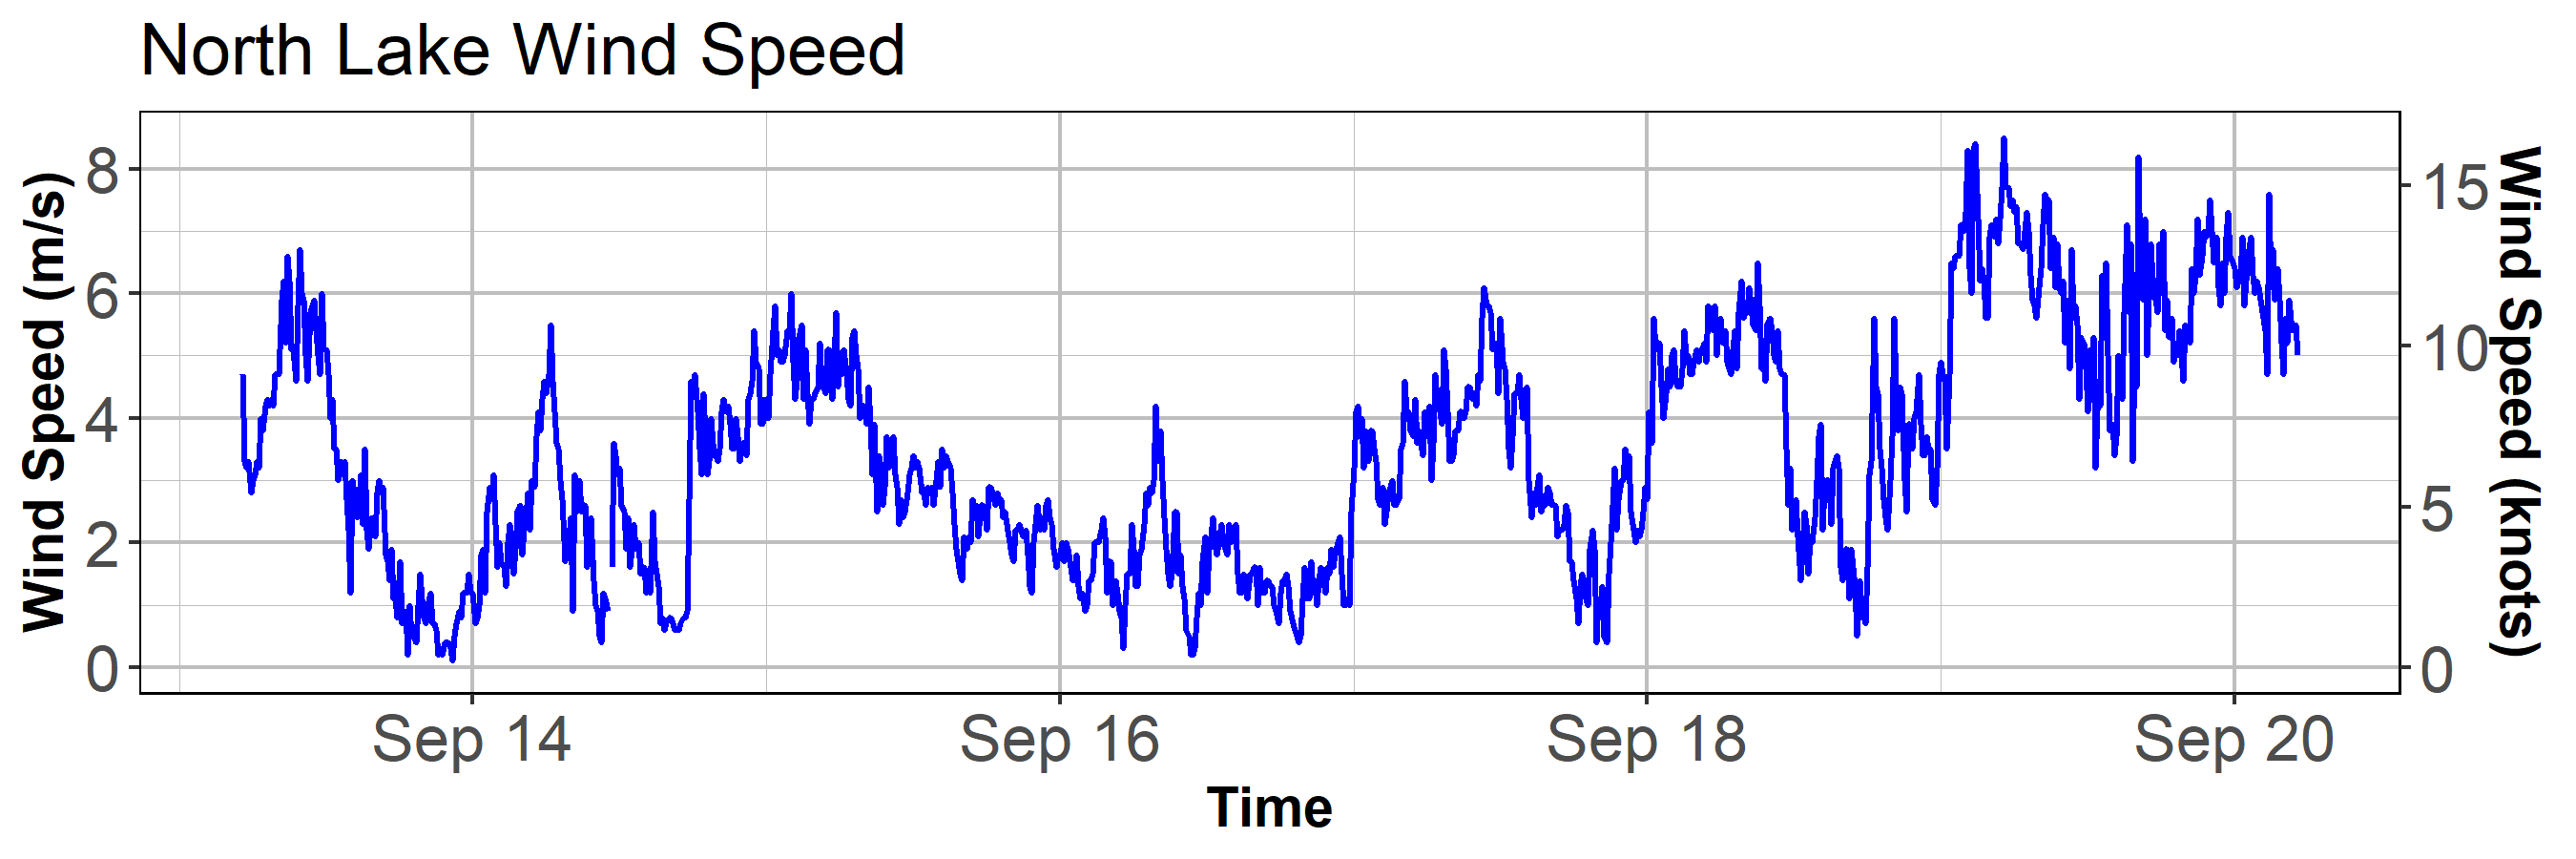 North Lake Wind Speed
Wind Speed (m/s)
8
6
4
2
0
15
10
5
0
Wind Speed (knots)
Sep 14
Sep 16
Sep 18
Sep 20
Time